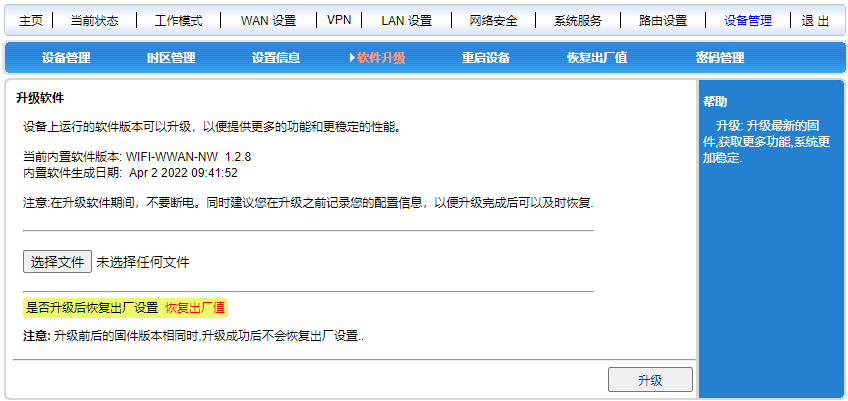 主页 当前状态 工作模式 WAN 设置 VPN LAN 设置 网络安全 系统服务 路由设置 设备管理 退 出
设备管理 时区管理 设置信息 软件升级 重启设备 恢复出厂值 密码管理
升级软件
设备上运行的软件版本可以升级，以便提供更多的功能和更稳定的性能。
当前内置软件版本: WIFI-WWAN-NW 1.2.8
内置软件生成日期: Apr 2 2022 09:41:52
注意:在升级软件期间，不要断电。同时建议您在升级之前记录您的配置信息，以便升级完成后可以及时恢复.
选择文件 未选择任何文件
是否升级后恢复出厂设置 恢复出厂值
注意: 升级前后的固件版本相同时,升级成功后不会恢复出厂设置..
升级
帮助
升级: 升级最新的固
件,获取更多功能,系统更
加稳定.